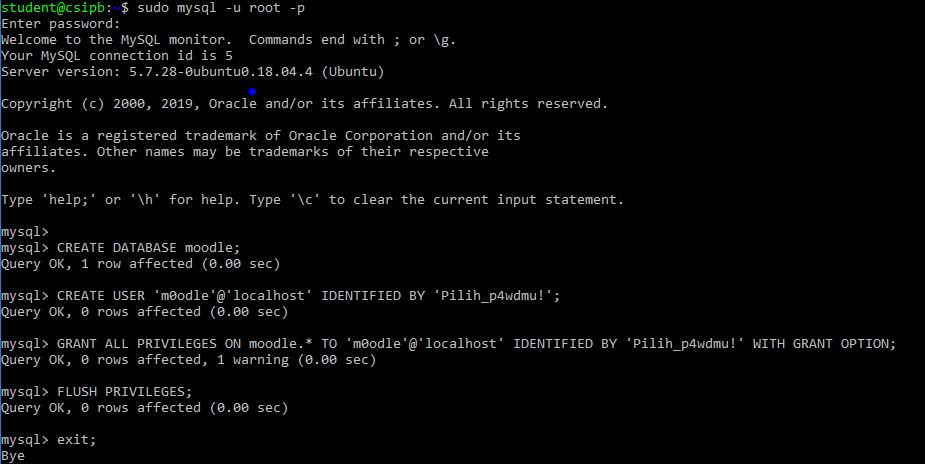 student@csipb:~$ sudo mysql -u root -p
Enter password:
Welcome to the MySQL monitor.  Commands end with ; or \g.
Your MySQL connection id is 5
Server version: 5.7.28-0ubuntu0.18.04.4 (Ubuntu)
Copyright (c) 2000, 2019, Oracle and/or its affiliates. All rights reserved.
Oracle is a registered trademark of Oracle Corporation and/or its
affiliates. Other names may be trademarks of their respective
owners.
Type 'help;' or '\h' for help. Type '\c' to clear the current input statement.
mysql>
mysql> CREATE DATABASE moodle;
Query OK, 1 row affected (0.00 sec)
mysql> CREATE USER 'm0odle'@'localhost' IDENTIFIED BY 'Pilih_p4wdmu!';
Query OK, 0 rows affected (0.00 sec)
mysql> GRANT ALL PRIVILEGES ON moodle.* TO 'm0odle'@'localhost' IDENTIFIED BY 'Pilih_p4wdmu!' WITH GRANT OPTION;
Query OK, 0 rows affected, 1 warning (0.00 sec)
mysql> FLUSH PRIVILEGES;
Query OK, 0 rows affected (0.00 sec)
mysql> exit;
Bye